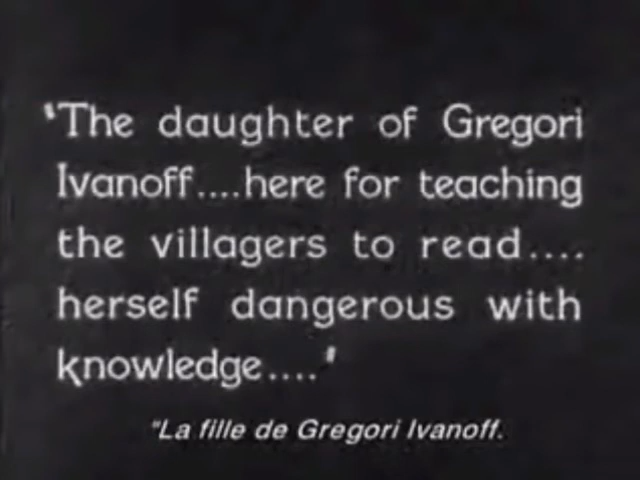 'The daughter of Gregori
Ivanoff....here for teaching
the villagers to read....
herself dangerous with
knowledge....'
"La fille de Gregori Ivanoff.